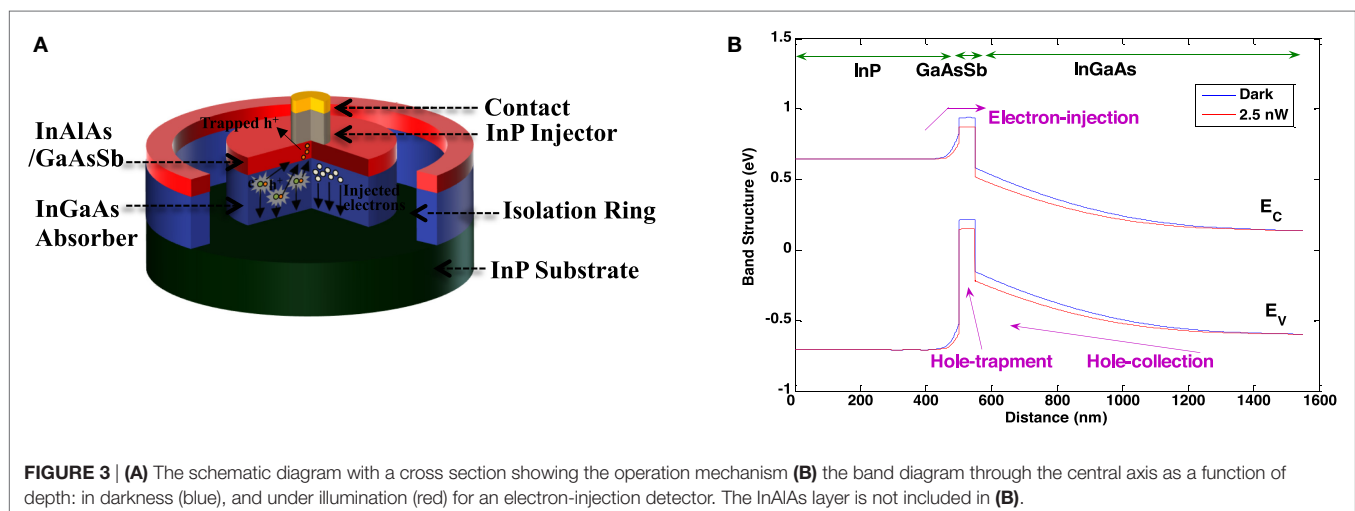 A
Trapped h+
InAlAs
/GaAsSb
InGaAs
Absorber
Injected
electrons
Contact
InP Injector
Isolation Ring
InP Substrate
B
Band Structure (eV)
1.5
1
0.5
0
-0.5
-1
InP
GaAsSb
InGaAs
Electron-injection
Dark
2.5 nW
E_C
E_V
Hole-trapment
Hole-collection
0 200 400 600 800 1000 1200 1400 1600
Distance (nm)
FIGURE 3 | (A) The schematic diagram with a cross section showing the operation mechanism (B) the band diagram through the central axis as a function of
depth: in darkness (blue), and under illumination (red) for an electron-injection detector. The InAlAs layer is not included in (B).